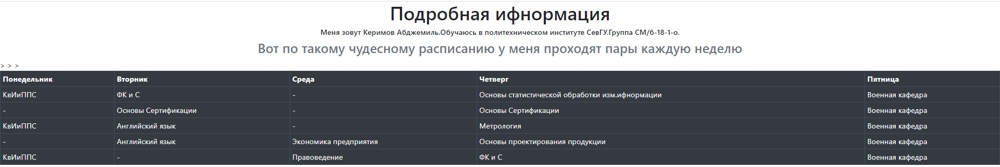 Подробная ифнормация
Меня зовут Керимов Абджемиль.Обучаюсь в политехническом институте СевГУ.Группа СМ/б-18-1-о.
Вот по такому чудесному расписанию у меня проходят пары каждую неделю
> > >
Понедельник Вторник Среда Четверг Пятница
КвИиППС ФК и С - Основы статистической обработки изм.ифнормации Военная кафедра
- Основы Сертификации - Основы Сертификации Военная кафедра
КвИиППС Английский язык - Метрология Военная кафедра
- Английский язык Экономика предприятия Основы проектирования продукции Военная кафедра
КвИиППС - Правоведение ФК и С Военная кафедра